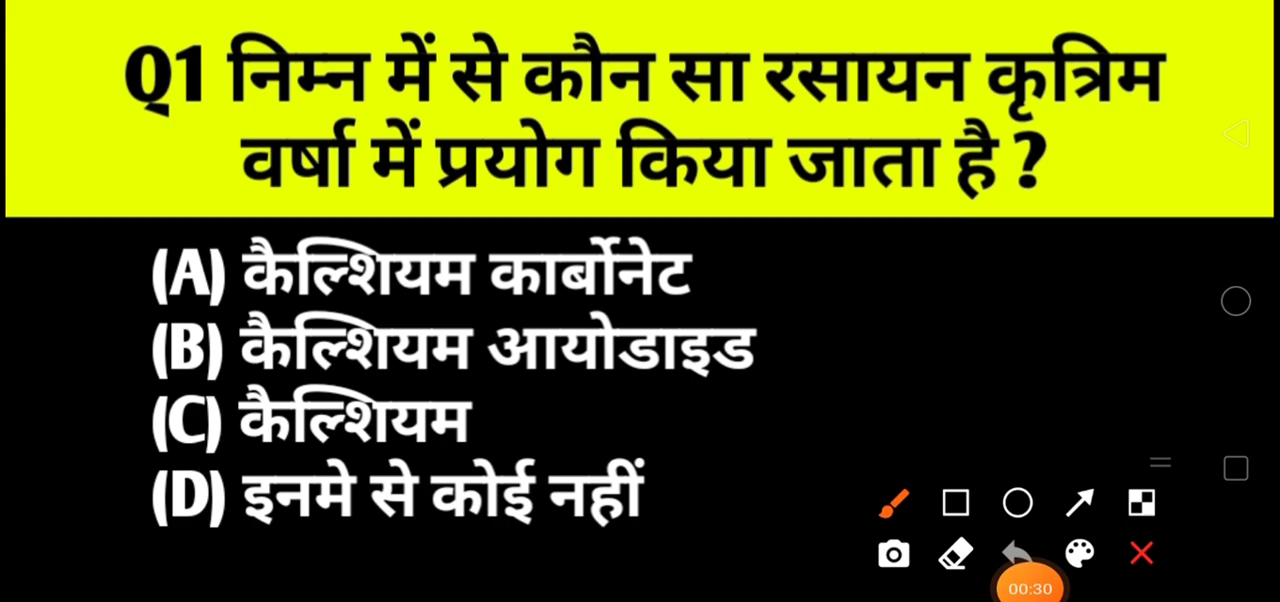 Q1 निम्न में से कौन सा रसायन कृत्रिम
वर्षा में प्रयोग किया जाता है ?
(A) कैल्शियम कार्बोनेट
(B) कैल्शियम आयोडाइड
(C) कैल्शियम
(D) इनमे से कोई नहीं
00:30